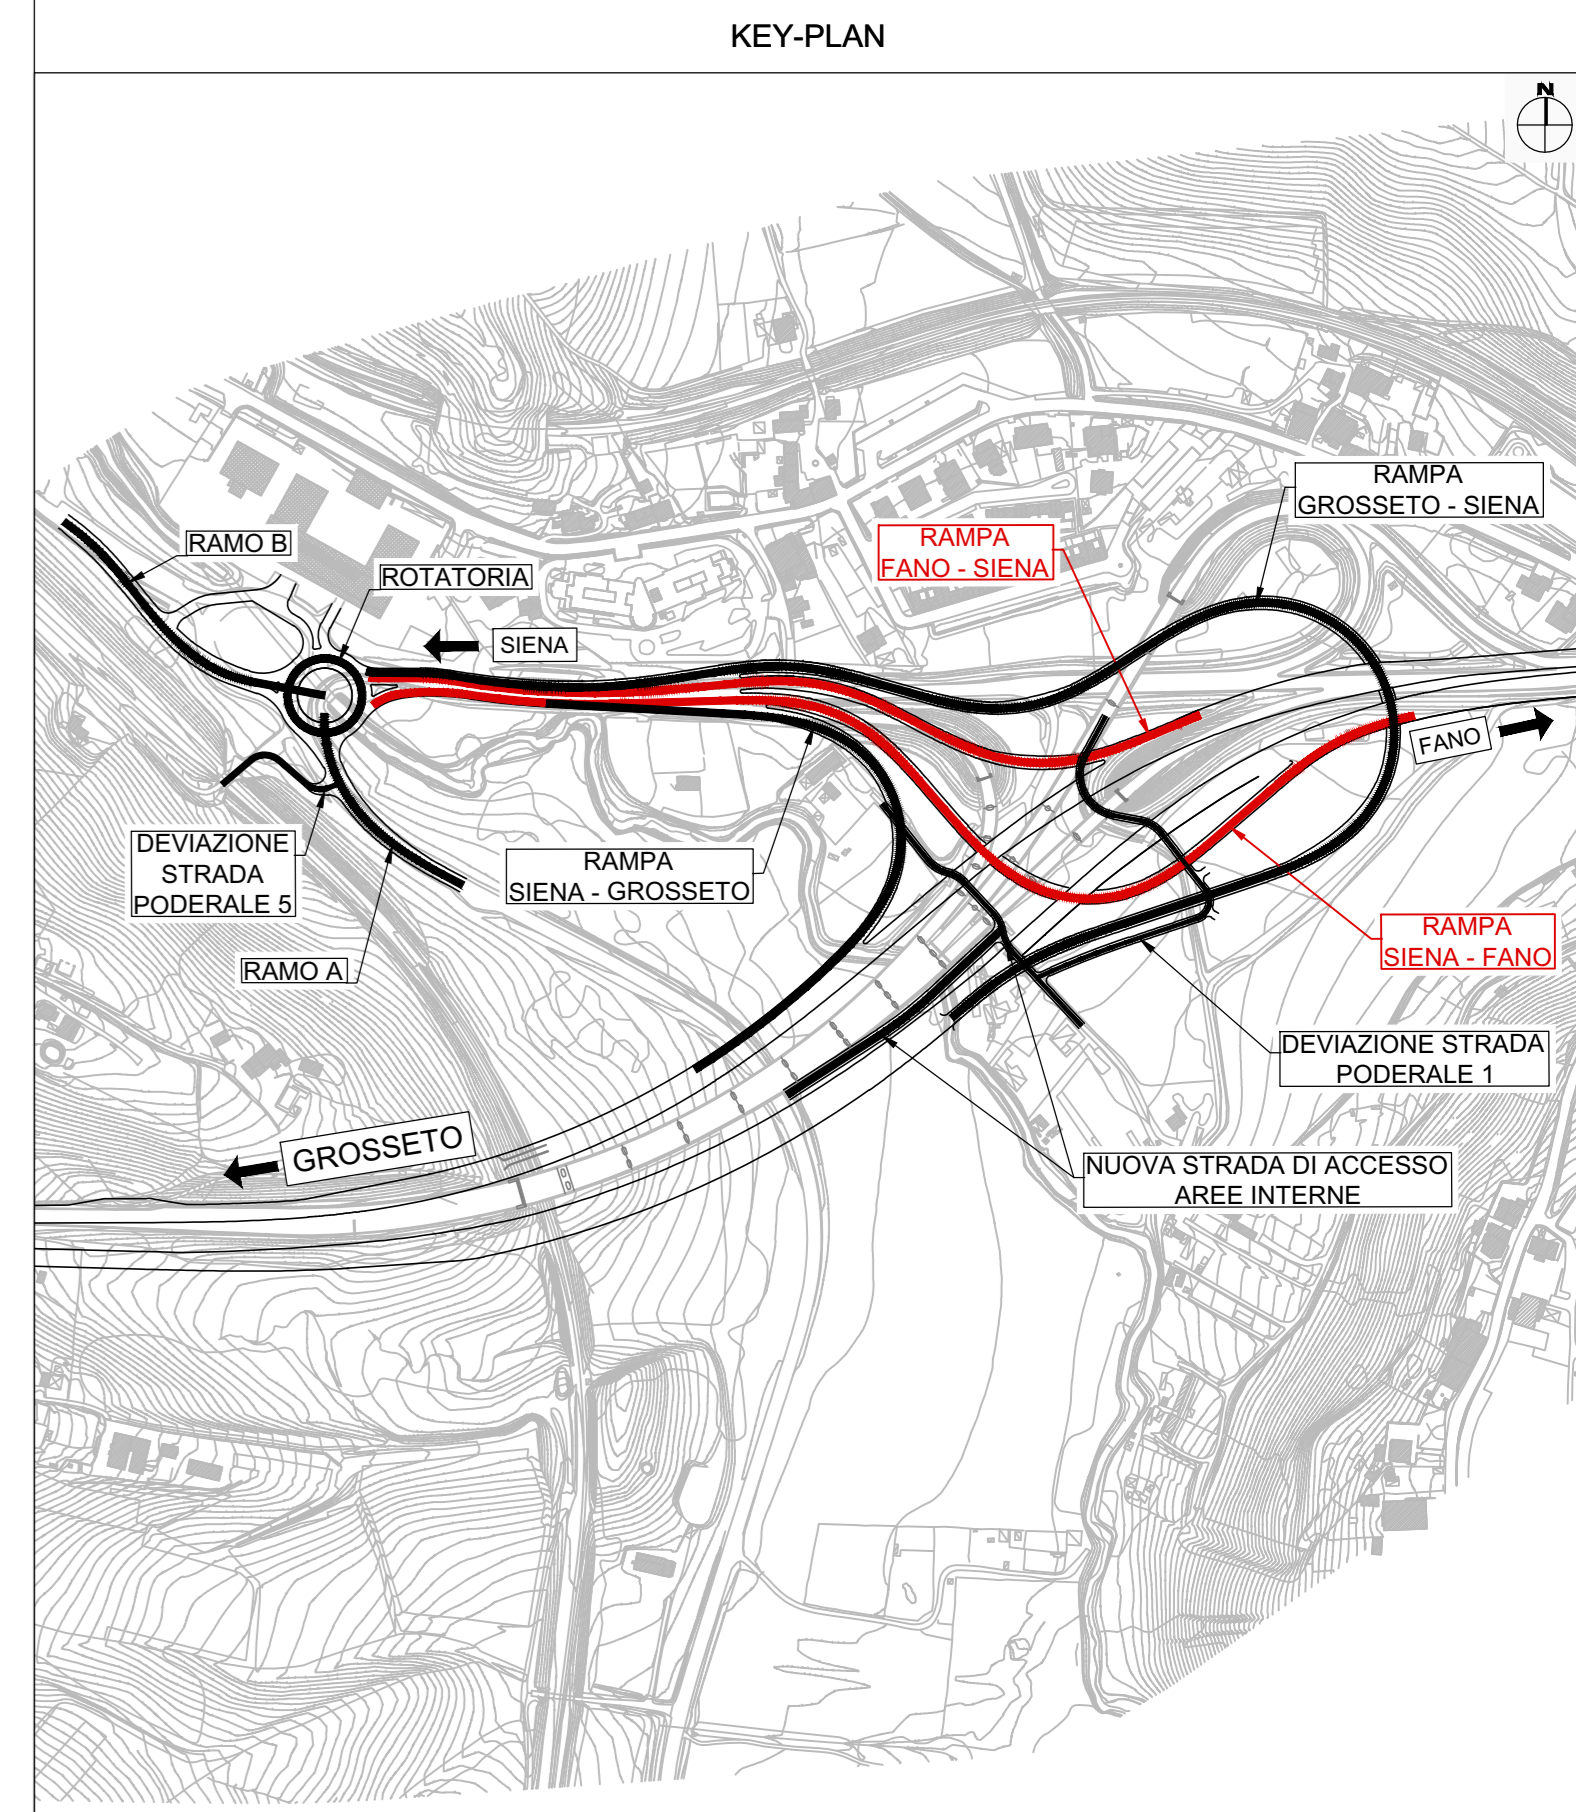 KEY-PLAN
N
RAMPA
GROSSETO - SIENA
RAMPA
FANO - SIENA
RAMO B
ROTATORIA
SIENA
FANO
DEVIAZIONE
STRADA
PODERALE 5
RAMPA
SIENA - GROSSETO
RAMO A
RAMPA
SIENA - FANO
DEVIAZIONE STRADA
PODERALE 1
GROSSETO
NUOVA STRADA DI ACCESSO
AREE INTERNE